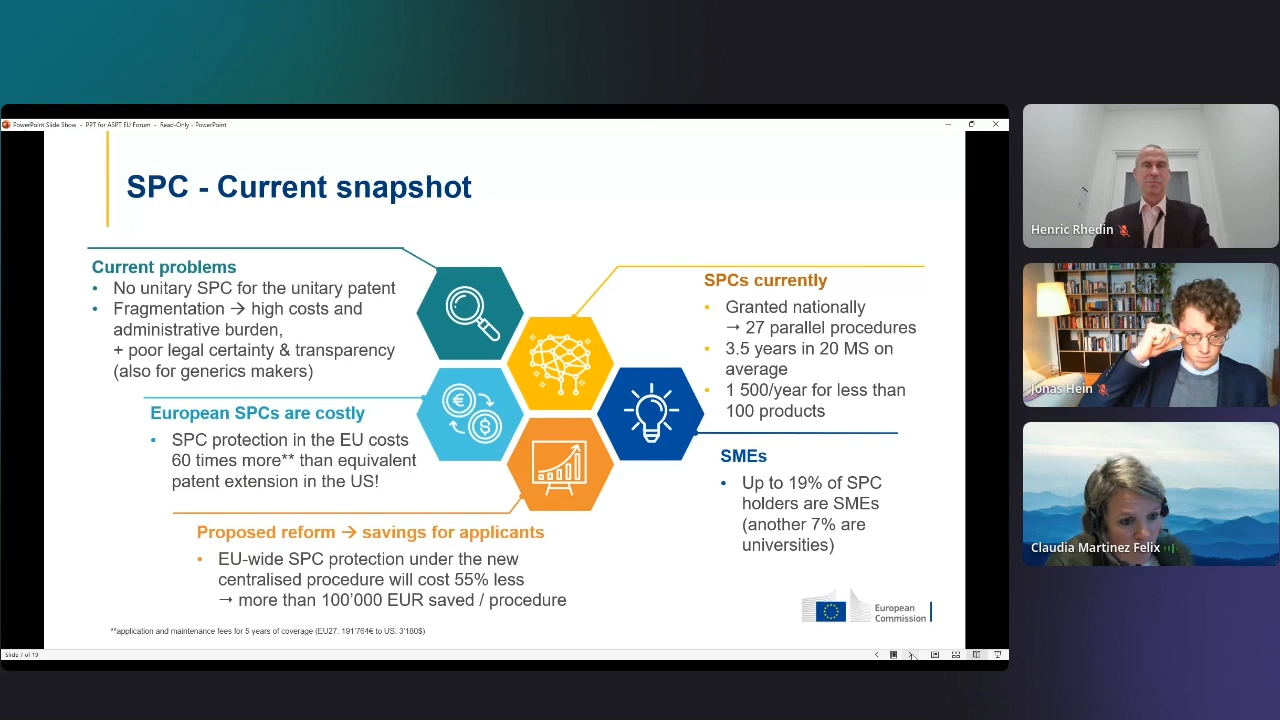 PowerPoint Slide Show - PPT for ASPT EU Forum - Read-Only - PowerPoint
SPC - Current snapshot
Current problems
• No unitary SPC for the unitary patent
• Fragmentation → high costs and
administrative burden,
+ poor legal certainty & transparency
(also for generics makers)
European SPCs are costly
• SPC protection in the EU costs
60 times more** than equivalent
patent extension in the US!
Proposed reform → savings for applicants
• EU-wide SPC protection under the new
centralised procedure will cost 55% less
→ more than 100'000 EUR saved / procedure
SPCs currently
• Granted nationally
→ 27 parallel procedures
• 3.5 years in 20 MS on
average
• 1 500/year for less than
100 products
SMEs
• Up to 19% of SPC
holders are SMEs
(another 7% are
universities)
European
Commission
**application and maintenance fees for 5 years of coverage (EU27: 191'764€ to US: 3'180$)
Slide 7 of 19
Henric Rhedin
Jonas Hein
Claudia Martinez Felix